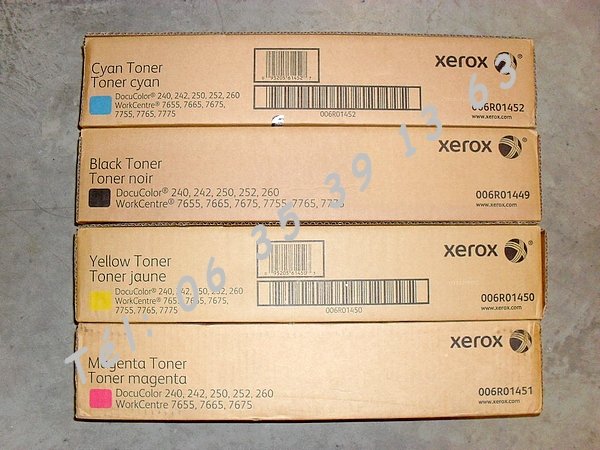 Cyan Toner
Toner cyan
DocuColor® 240, 242, 250, 252, 260
WorkCentre® 7655, 7665, 7675,
7755, 7765, 7775
006R01452
xerox
006R01452
www.xerox.com
Black Toner
Toner noir
DocuColor® 240, 242, 250, 252, 260
WorkCentre® 7655, 7665, 7675, 7755, 7765, 7775
xerox
006R01449
www.xerox.com
Yellow Toner
Toner jaune
DocuColor® 240, 242, 250, 252, 260
WorkCentre® 7655, 7665, 7675,
7755, 7765, 7775
006R01450
xerox
006R01450
www.xerox.com
Magenta Toner
Toner magenta
DocuColor 240, 242, 250, 252, 260
WorkCentre 7655, 7665, 7675
xerox
006R01451
www.xerox.com
Tél. 06 35 39 13 63